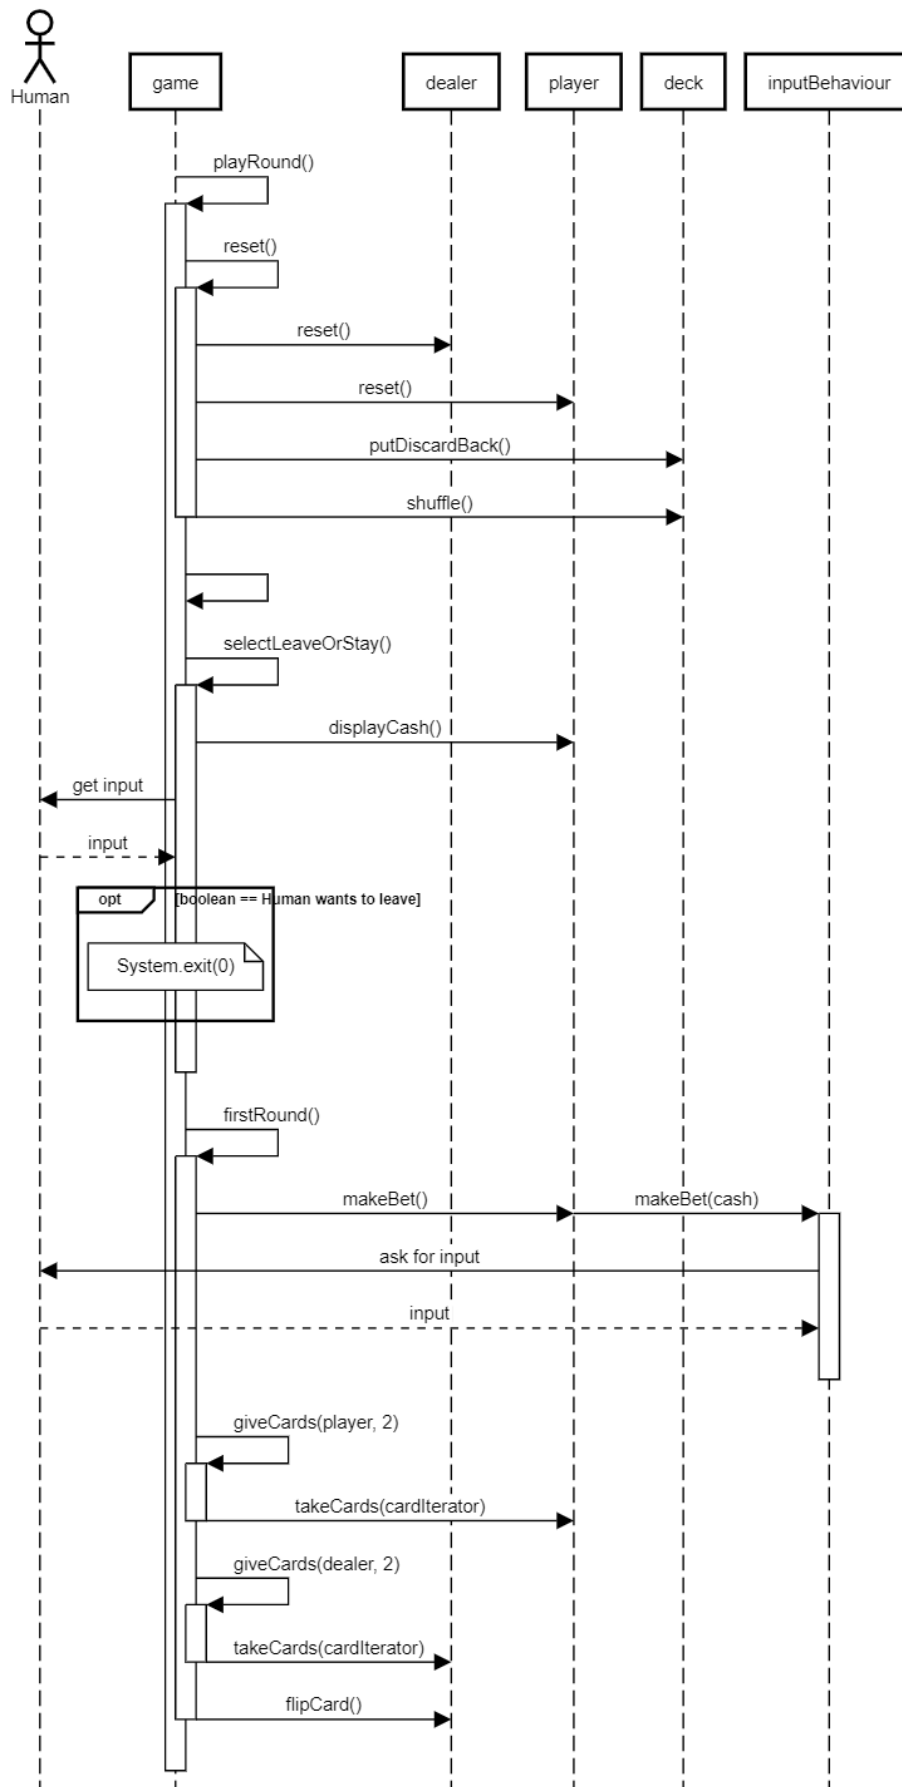 Human
game
dealer
player
deck
inputBehaviour
playRound()
reset()
reset()
reset()
putDiscardBack()
shuffle()
selectLeaveOrStay()
displayCash()
get input
input
opt
[boolean == Human wants to leave]
System.exit(0)
firstRound()
makeBet()
makeBet(cash)
ask for input
input
giveCards(player, 2)
takeCards(cardIterator)
giveCards(dealer, 2)
takeCards(cardIterator)
flipCard()